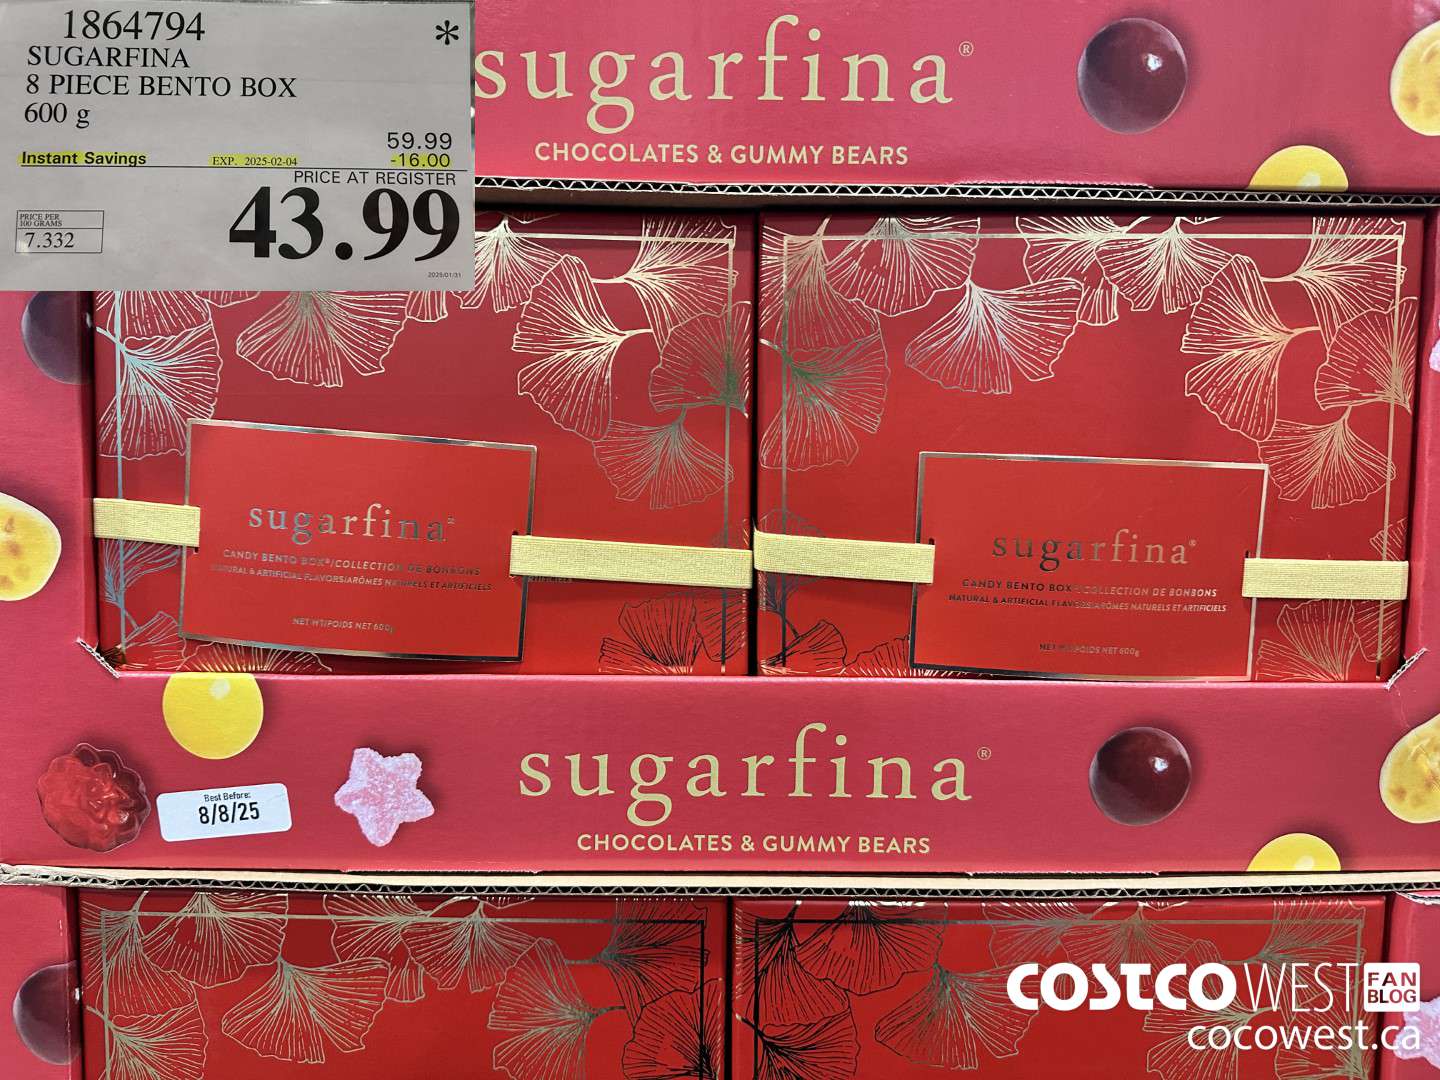 1864794 *
SUGARFINA
8 PIECE BENTO BOX
600 g
59.99
Instant Savings EXP. 2025-02-04 -16.00
PRICE AT REGISTER
43.99
PRICE PER
100 GRAMS
7.332
2025/01/31
sugarfina®
CHOCOLATES & GUMMY BEARS
sugarfina®
CANDY BENTO BOX®/COLLECTION DE BONBONS
NATURAL & ARTIFICIAL FLAVORS/ARÔMES NATURELS ET ARTIFICIELS
NET WT/POIDS NET 600g
sugarfina®
CANDY BENTO BOX®/COLLECTION DE BONBONS
NATURAL & ARTIFICIAL FLAVORS/ARÔMES NATURELS ET ARTIFICIELS
NET WT/POIDS NET 600g
sugarfina®
CHOCOLATES & GUMMY BEARS
Best Before:
8/8/25
COSTCO WEST FAN
BLOG
cocowest.ca